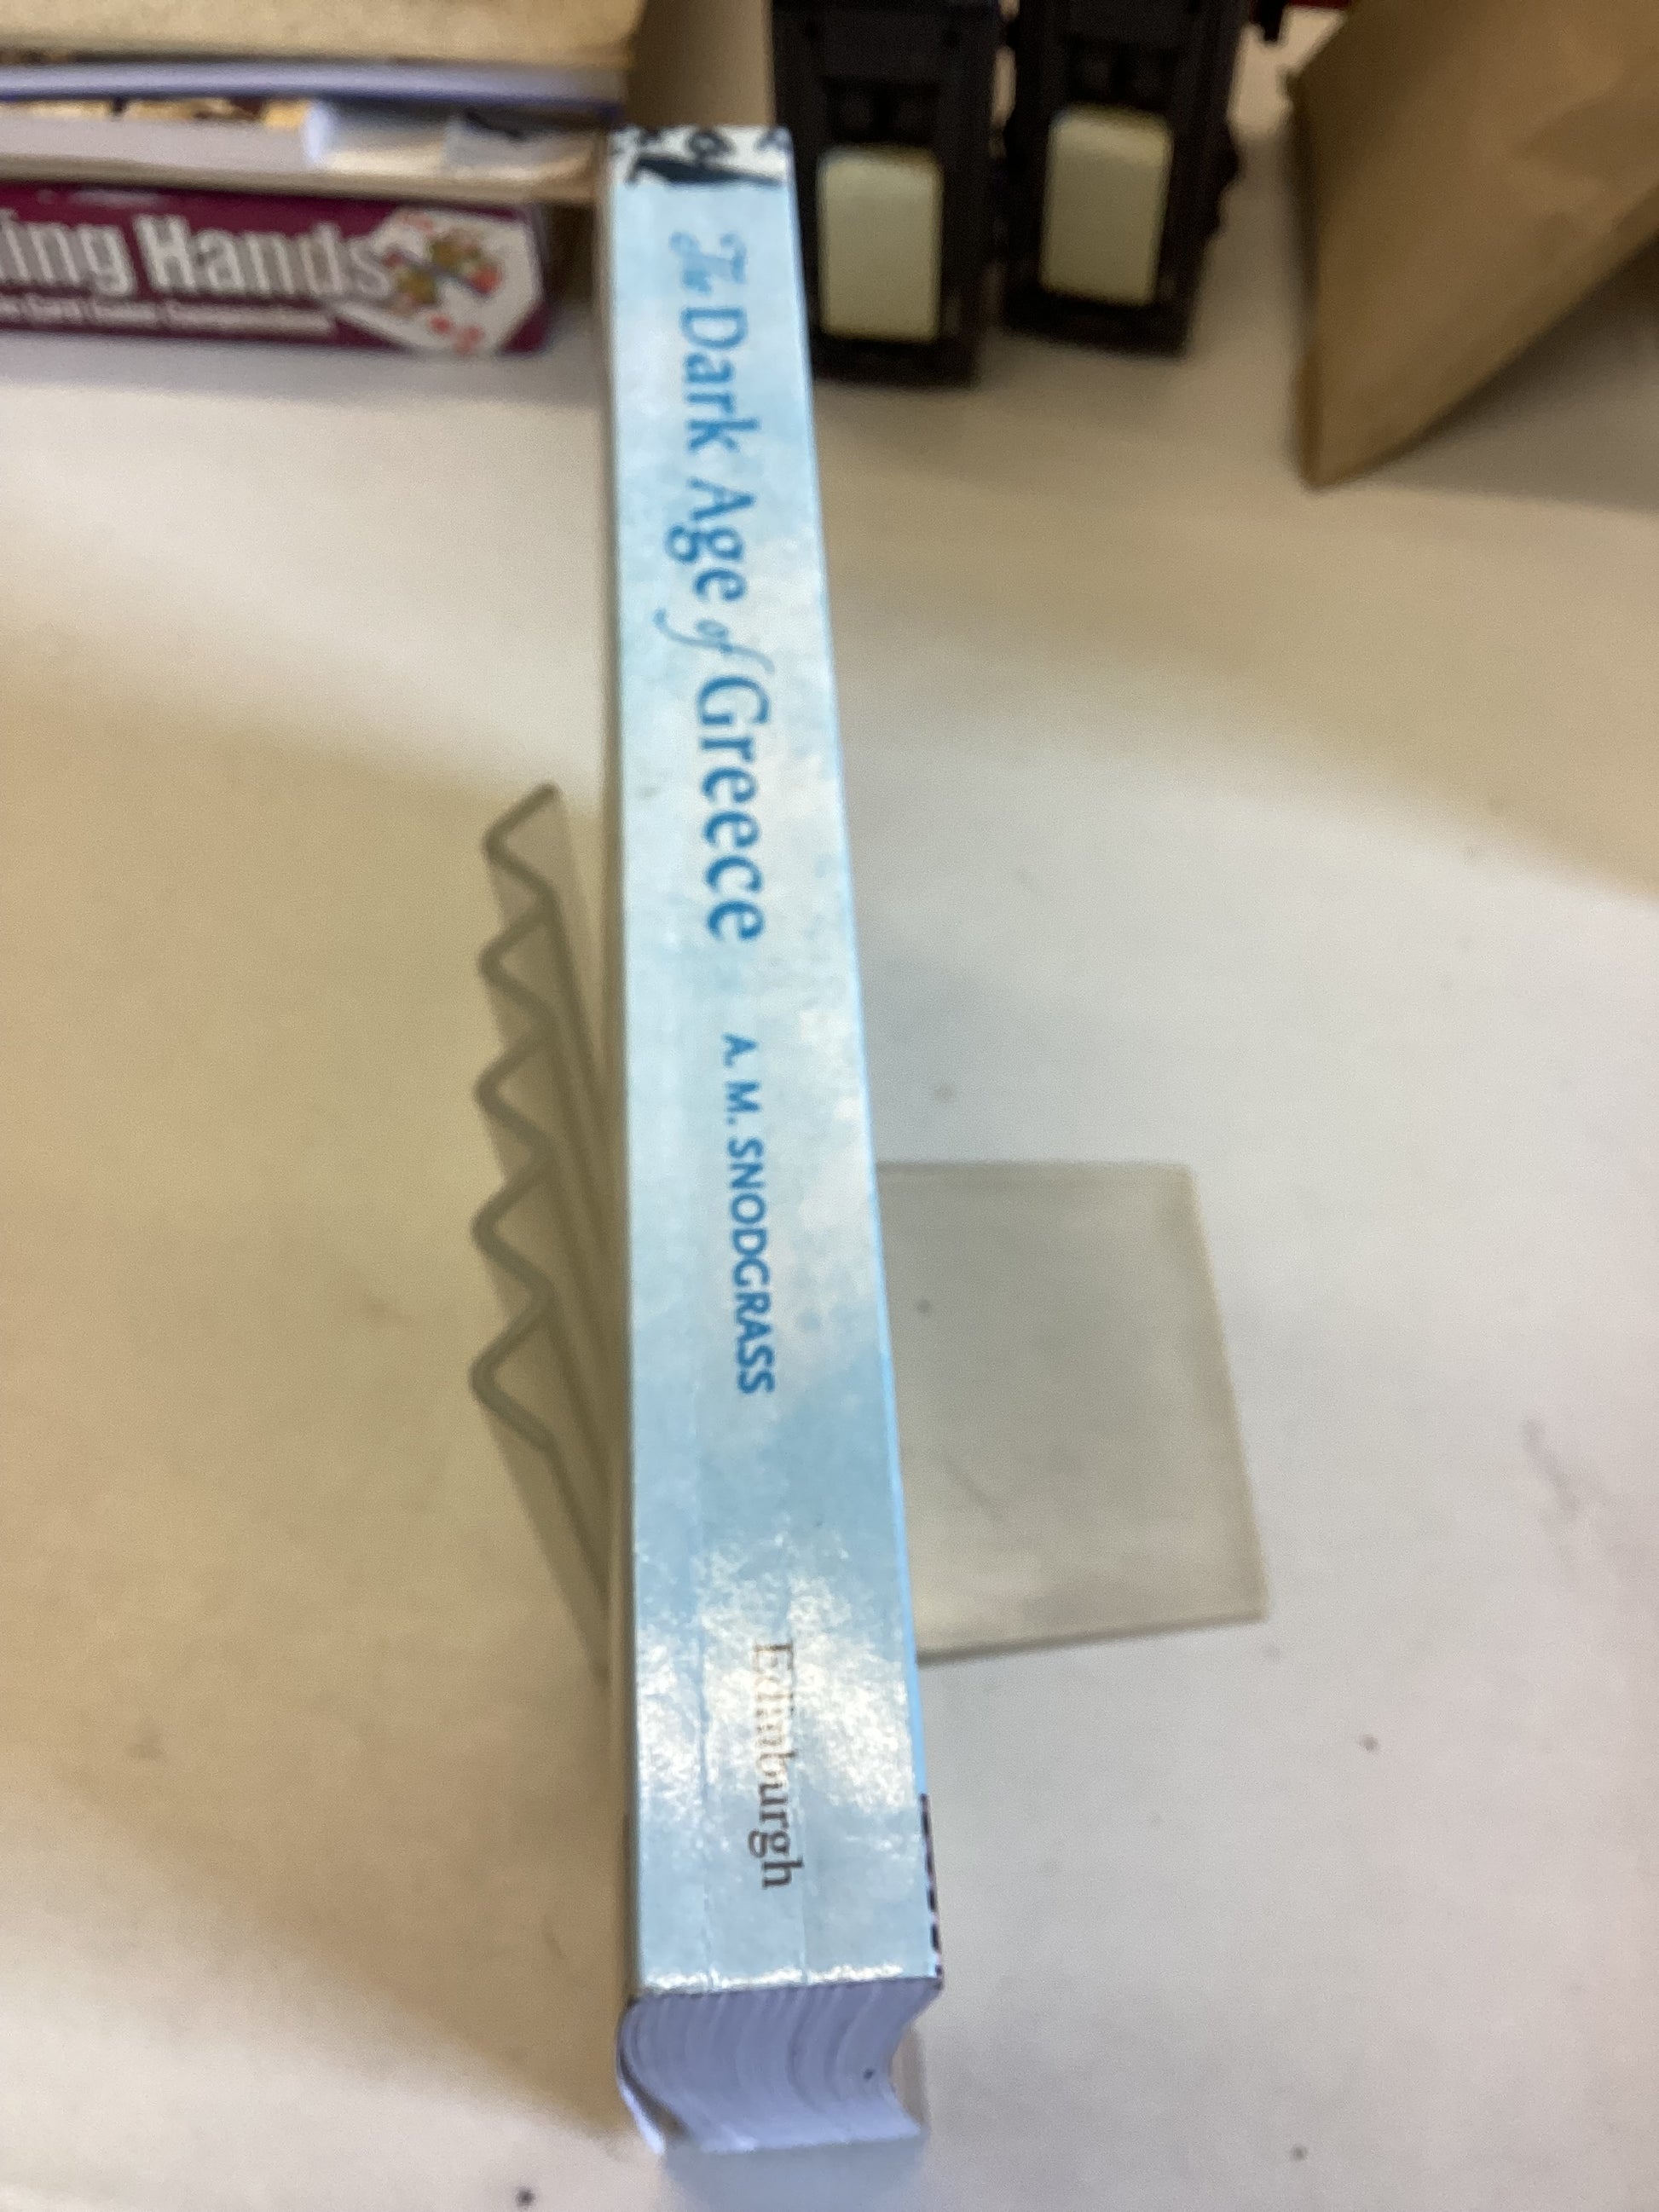 ing Hands
The Dark Age of Greece A. M. SNODGRASS Edinburgh